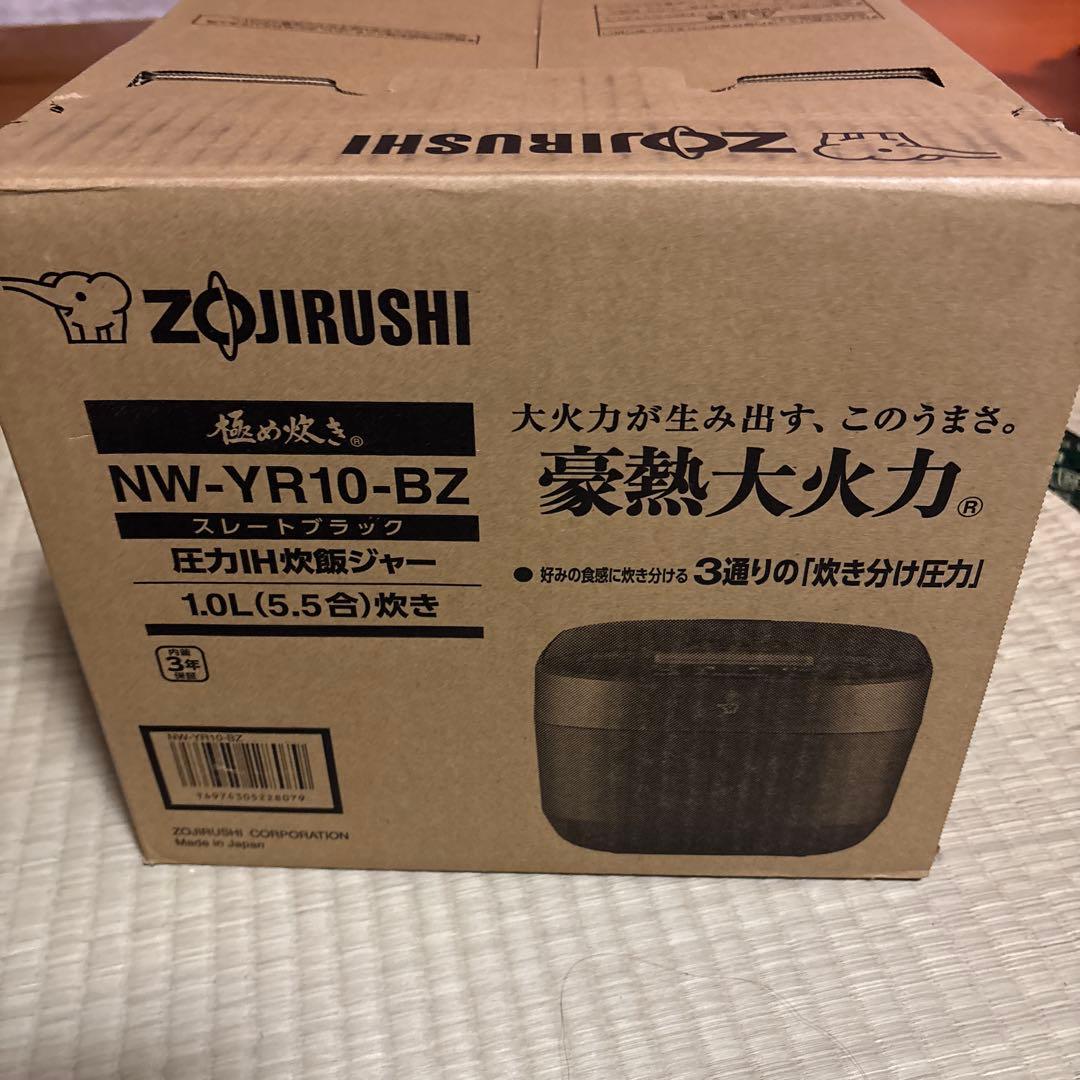 ZOJIRUSHI
ZOJIRUSHI
極め炊き®
NW-YR10-BZ
スレートブラック
圧力IH炊飯ジャー
1.0L(5.5合)炊き
内釜
3年
保証
大火力が生み出す、このうまさ。
豪熱大火力®
● 好みの食感に炊き分ける 3通りの「炊き分け圧力」
NW-YR10-BZ
ZOJIRUSHI CORPORATION
Made in Japan